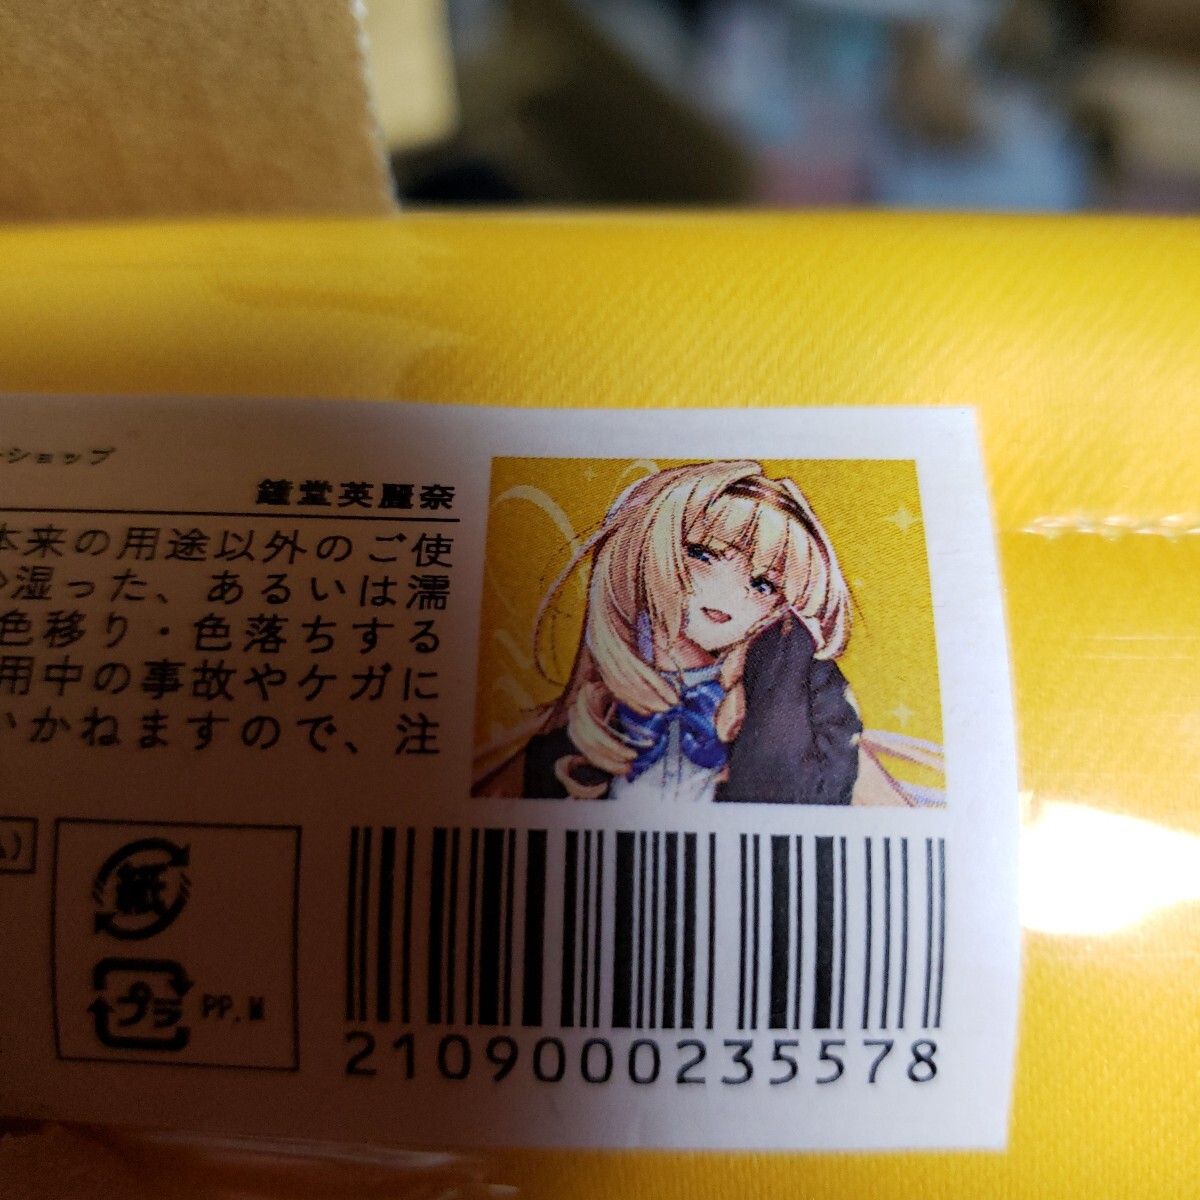 ーショップ
鐘堂英麗奈
本来の用途以外のご使
湿った、あるいは濡
色移り・色落ちする
用中の事故やケガに
いかねますので、注
紙
プラ
PP.M
2109000235578